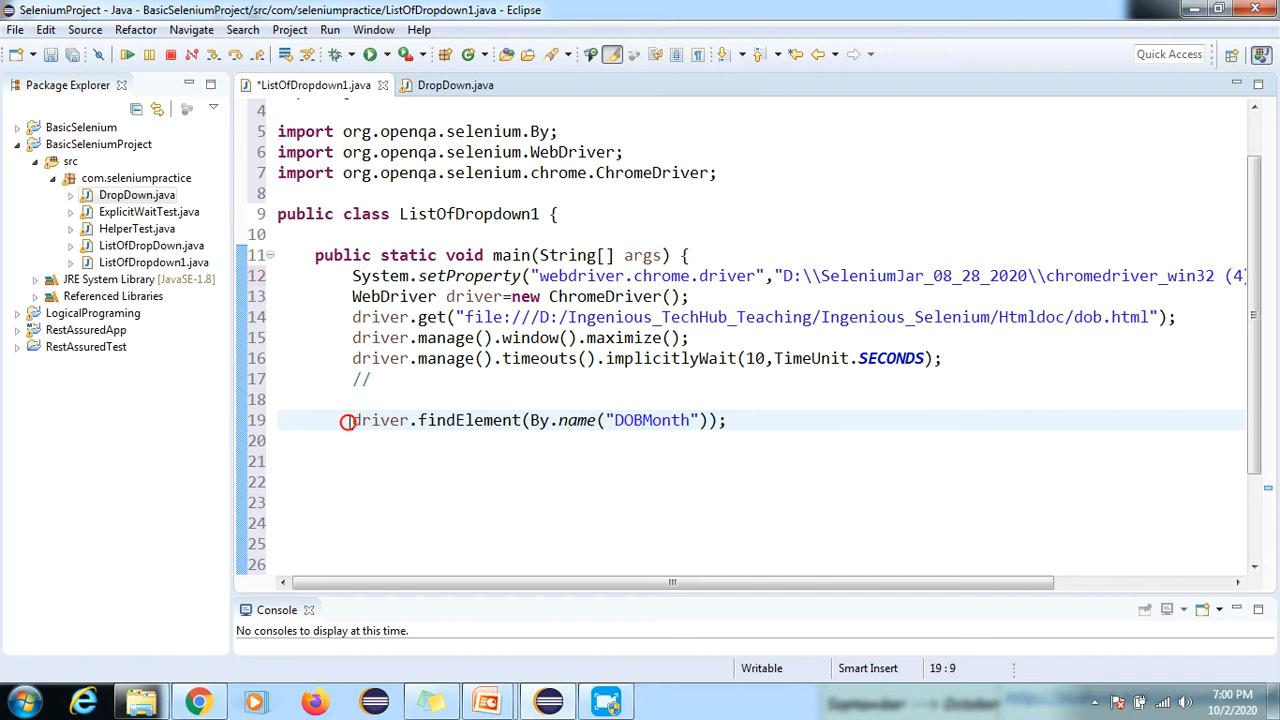 SeleniumProject - Java - BasicSeleniumProject/src/com/seleniumpractice/ListOfDropdown1.java - Eclipse
File Edit Source Refactor Navigate Search Project Run Window Help
Quick Access
Package Explorer
*ListOfDropdown1.java
DropDown.java
BasicSelenium
BasicSeleniumProject
src
com.seleniumpractice
DropDown.java
ExplicitWaitTest.java
HelperTest.java
ListOfDropDown.java
ListOfDropdown1.java
JRE System Library [JavaSE-1.8]
Referenced Libraries
LogicalPrograming
RestAssuredApp
RestAssuredTest
4
5 import org.openqa.selenium.By;
6 import org.openqa.selenium.WebDriver;
7 import org.openqa.selenium.chrome.ChromeDriver;
8
9 public class ListOfDropdown1 {
10
11 public static void main(String[] args) {
12 System.setProperty("webdriver.chrome.driver","D:\\SeleniumJar_08_28_2020\\chromedriver_win32 (4)
13 WebDriver driver=new ChromeDriver();
14 driver.get("file:///D:/Ingenious_TechHub_Teaching/Ingenious_Selenium/Htmldoc/dob.html");
15 driver.manage().window().maximize();
16 driver.manage().timeouts().implicitlyWait(10,TimeUnit.SECONDS);
17 //
18
19 driver.findElement(By.name("DOBMonth"));
20
21
22
23
24
25
26
Console
No consoles to display at this time.
Writable
Smart Insert
19 : 9
September ---> October
7:00 PM
10/2/2020